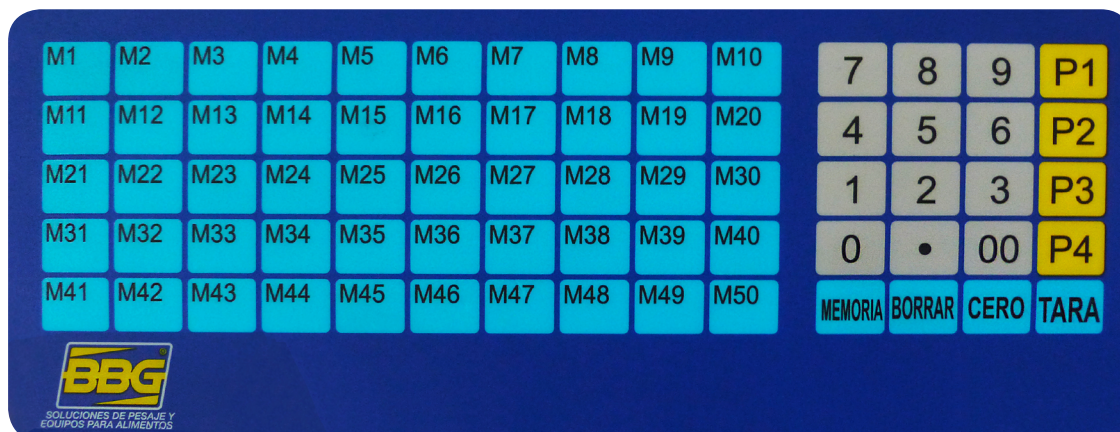 M1 M2 M3 M4 M5 M6 M7 M8 M9 M10 7 8 9 P1
M11 M12 M13 M14 M15 M16 M17 M18 M19 M20 4 5 6 P2
M21 M22 M23 M24 M25 M26 M27 M28 M29 M30 1 2 3 P3
M31 M32 M33 M34 M35 M36 M37 M38 M39 M40 0 • 00 P4
M41 M42 M43 M44 M45 M46 M47 M48 M49 M50 MEMORIA BORRAR CERO TARA
BBG®
SOLUCIONES DE PESAJE Y
EQUIPOS PARA ALIMENTOS